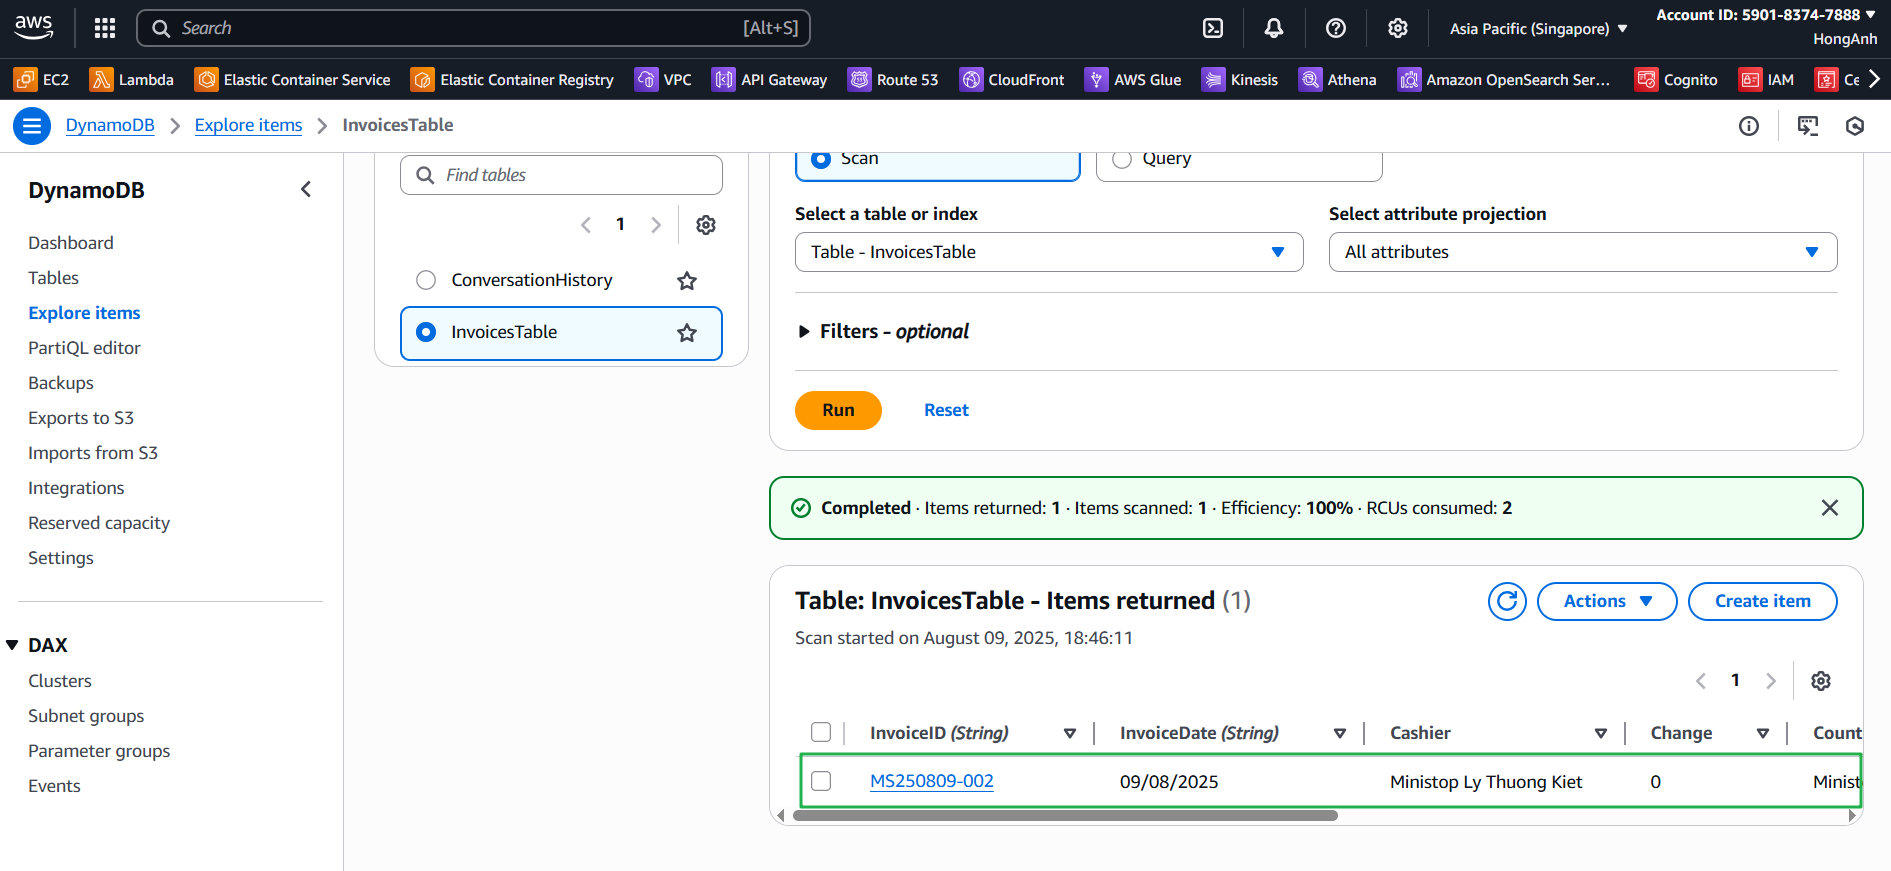 aws
Search
[Alt+S]
Asia Pacific (Singapore)
Account ID: 5901-8374-7888
HongAnh
EC2
Lambda
Elastic Container Service
Elastic Container Registry
VPC
API Gateway
Route 53
CloudFront
AWS Glue
Kinesis
Athena
Amazon OpenSearch Ser...
Cognito
IAM
Ce
DynamoDB
Explore items
InvoicesTable
DynamoDB
Dashboard
Tables
Explore items
PartiQL editor
Backups
Exports to S3
Imports from S3
Integrations
Reserved capacity
Settings
DAX
Clusters
Subnet groups
Parameter groups
Events
Find tables
1
ConversationHistory
InvoicesTable
Scan
Query
Select a table or index
Table - InvoicesTable
Select attribute projection
All attributes
Filters - optional
Run
Reset
Completed · Items returned: 1 · Items scanned: 1 · Efficiency: 100% · RCUs consumed: 2
Table: InvoicesTable - Items returned (1)
Scan started on August 09, 2025, 18:46:11
Actions
Create item
1
InvoiceID (String)
InvoiceDate (String)
Cashier
Change
Count
MS250809-002
09/08/2025
Ministop Ly Thuong Kiet
0
Minist